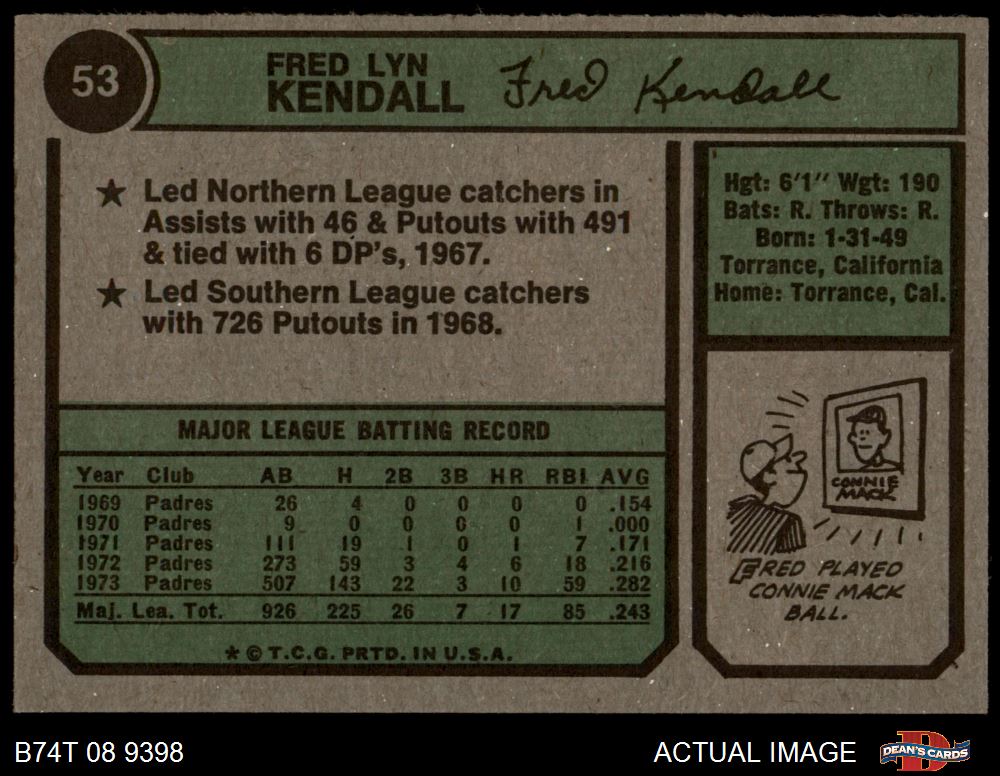 53
FRED LYN
KENDALL
Fred Kendall
★ Led Northern League catchers in
Assists with 46 & Putouts with 491
& tied with 6 DP's, 1967.
★ Led Southern League catchers
with 726 Putouts in 1968.
Hgt: 6'1" Wgt: 190
Bats: R. Throws: R.
Born: 1-31-49
Torrance, California
Home: Torrance, Cal.
MAJOR LEAGUE BATTING RECORD
Year Club AB H 2B 3B HR RBI AVG
1969 Padres 26 4 0 0 0 0 .154
1970 Padres 9 0 0 0 0 1 .000
1971 Padres 111 19 1 0 1 7 .171
1972 Padres 273 59 3 4 6 18 .216
1973 Padres 507 143 22 3 10 59 .282
Maj. Lea. Tot. 926 225 26 7 17 85 .243
★ © T.C.G. PRTD. IN U.S.A.
CONNIE
MACK
FRED PLAYED
CONNIE MACK
BALL.
B74T 08 9398
ACTUAL IMAGE
DEAN'S CARDS